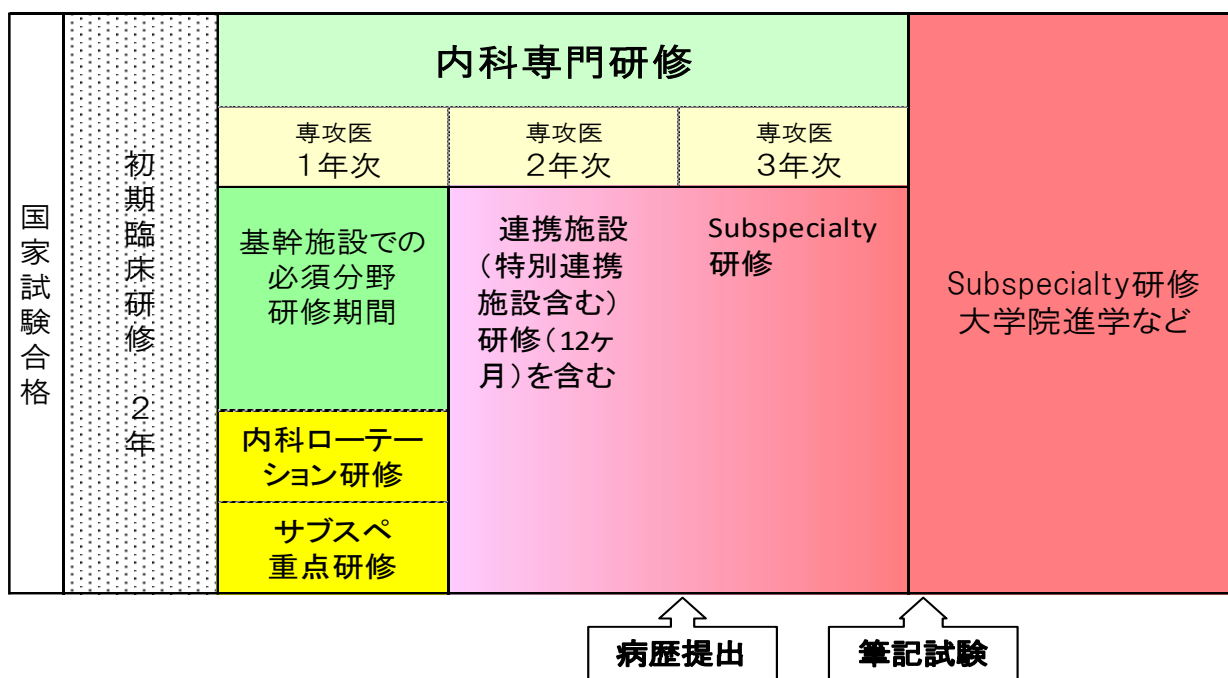 国家試験合格
初期臨床研修 2年
内科専門研修
専攻医
1年次
専攻医
2年次
専攻医
3年次
基幹施設での
必須分野
研修期間
内科ローテー
ション研修
サブスペ
重点研修
連携施設
(特別連携
施設含む)
研修(12ケ
月)を含む
Subspecialty
研修
Subspecialty研修
大学院進学など
病歴提出
筆記試験